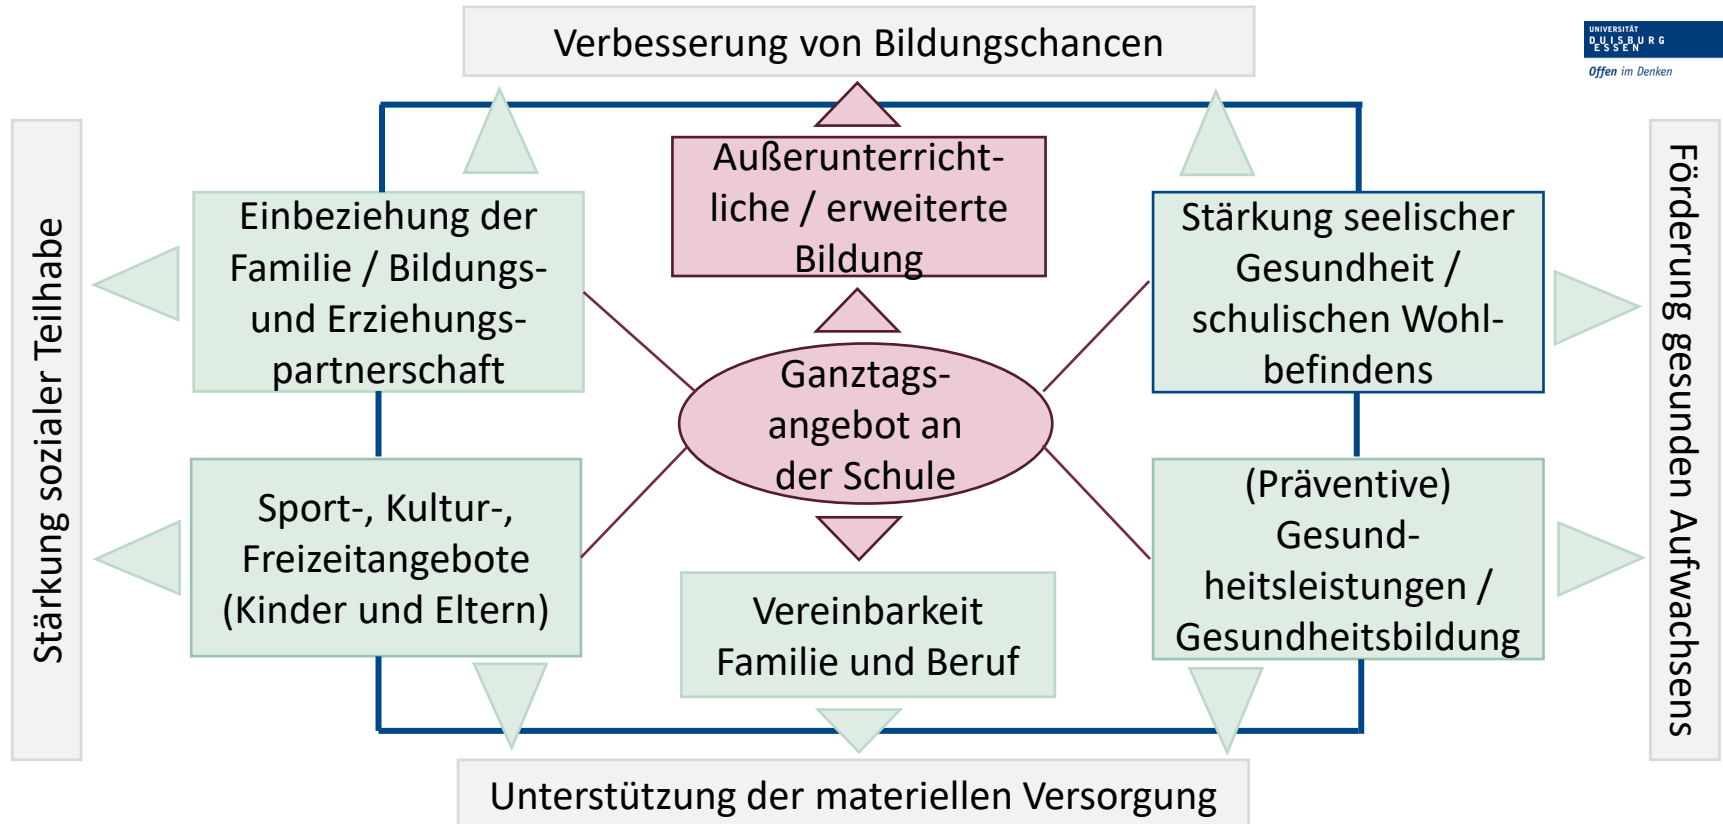 Verbesserung von Bildungschancen
UNIVERSITÄT
DUISBURG
ESSEN
Offen im Denken
Stärkung sozialer Teilhabe
Einbeziehung der
Familie / Bildungs-
und Erziehungs-
partnerschaft
Außerunterricht-
liche / erweiterte
Bildung
Stärkung seelischer
Gesundheit /
schulischen Wohl-
befindens
Förderung gesunden Aufwachsens
Ganztags-
angebot an
der Schule
Sport-, Kultur-,
Freizeitangebote
(Kinder und Eltern)
Vereinbarkeit
Familie und Beruf
(Präventive)
Gesund-
heitsleistungen /
Gesundheitsbildung
Unterstützung der materiellen Versorgung